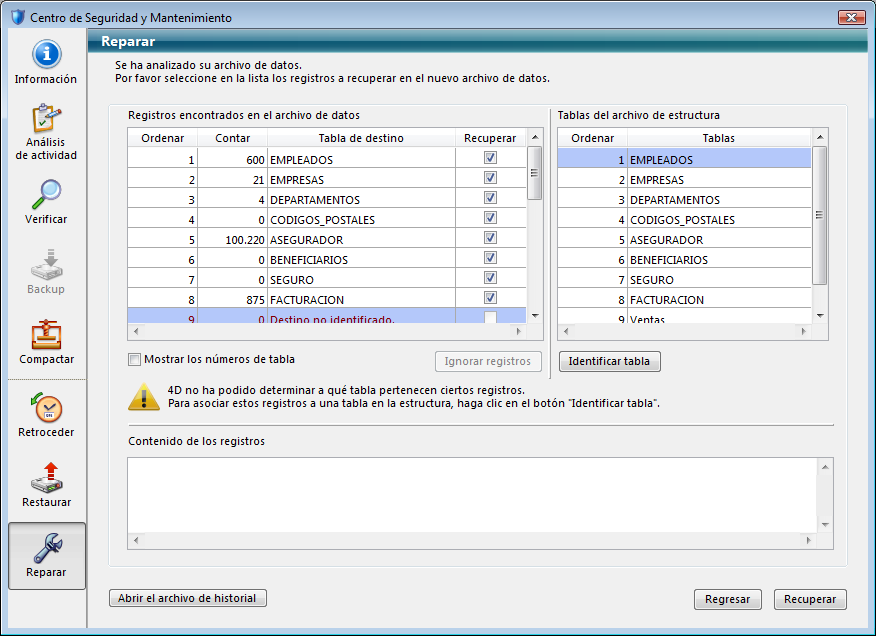 Centro de Seguridad y Mantenimiento
Información
Análisis
de actividad
Verificar
Backup
Compactar
Retroceder
Restaurar
Reparar
Reparar
Se ha analizado su archivo de datos.
Por favor seleccione en la lista los registros a recuperar en el nuevo archivo de datos.
Registros encontrados en el archivo de datos
Ordenar Contar Tabla de destino Recuperar
1 600 EMPLEADOS
2 21 EMPRESAS
3 4 DEPARTAMENTOS
4 0 CODIGOS_POSTALES
5 100.220 ASEGURADOR
6 0 BENEFICIARIOS
7 0 SEGURO
8 875 FACTURACION
9 0 Destino no identificado.
Mostrar los números de tabla
Ignorar registros
Tablas del archivo de estructura
Ordenar Tablas
1 EMPLEADOS
2 EMPRESAS
3 DEPARTAMENTOS
4 CODIGOS_POSTALES
5 ASEGURADOR
6 BENEFICIARIOS
7 SEGURO
8 FACTURACION
9 Ventas
Identificar tabla
4D no ha podido determinar a qué tabla pertenecen ciertos registros.
Para asociar estos registros a una tabla en la estructura, haga clic en el botón "Identificar tabla".
Contenido de los registros
Abrir el archivo de historial
Regresar
Recuperar